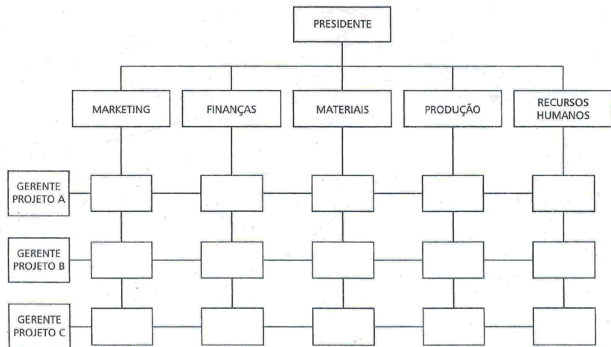 PRESIDENTE
MARKETING
FINANÇAS
MATERIAIS
PRODUÇÃO
RECURSOS
HUMANOS
GERENTE
PROJETO A
GERENTE
PROJETO B
GERENTE
PROJETO C